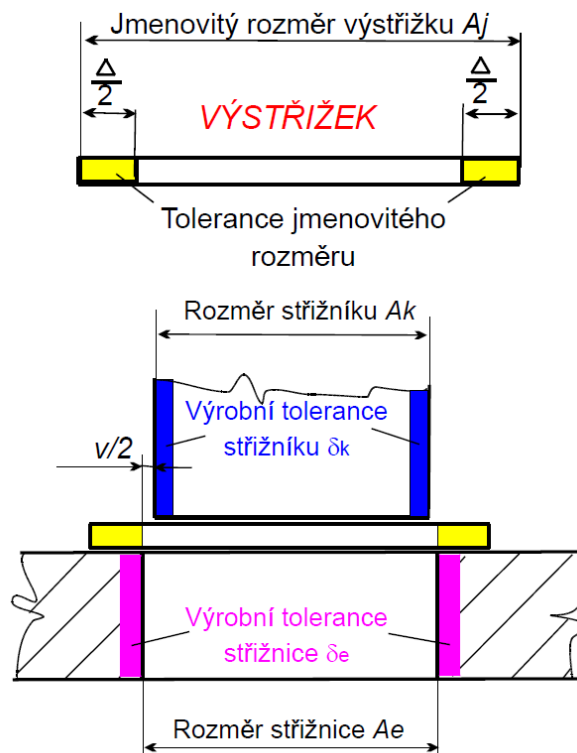 Jmenovitý rozměr výstřižku Aj
Δ
2
Δ
2
VÝSTŘIŽEK
Tolerance jmenovitého
rozměru
Rozměr střižníku Ak
Výrobní tolerance
střižníku δk
v/2
Výrobní tolerance
střižnice δe
Rozměr střižnice Ae